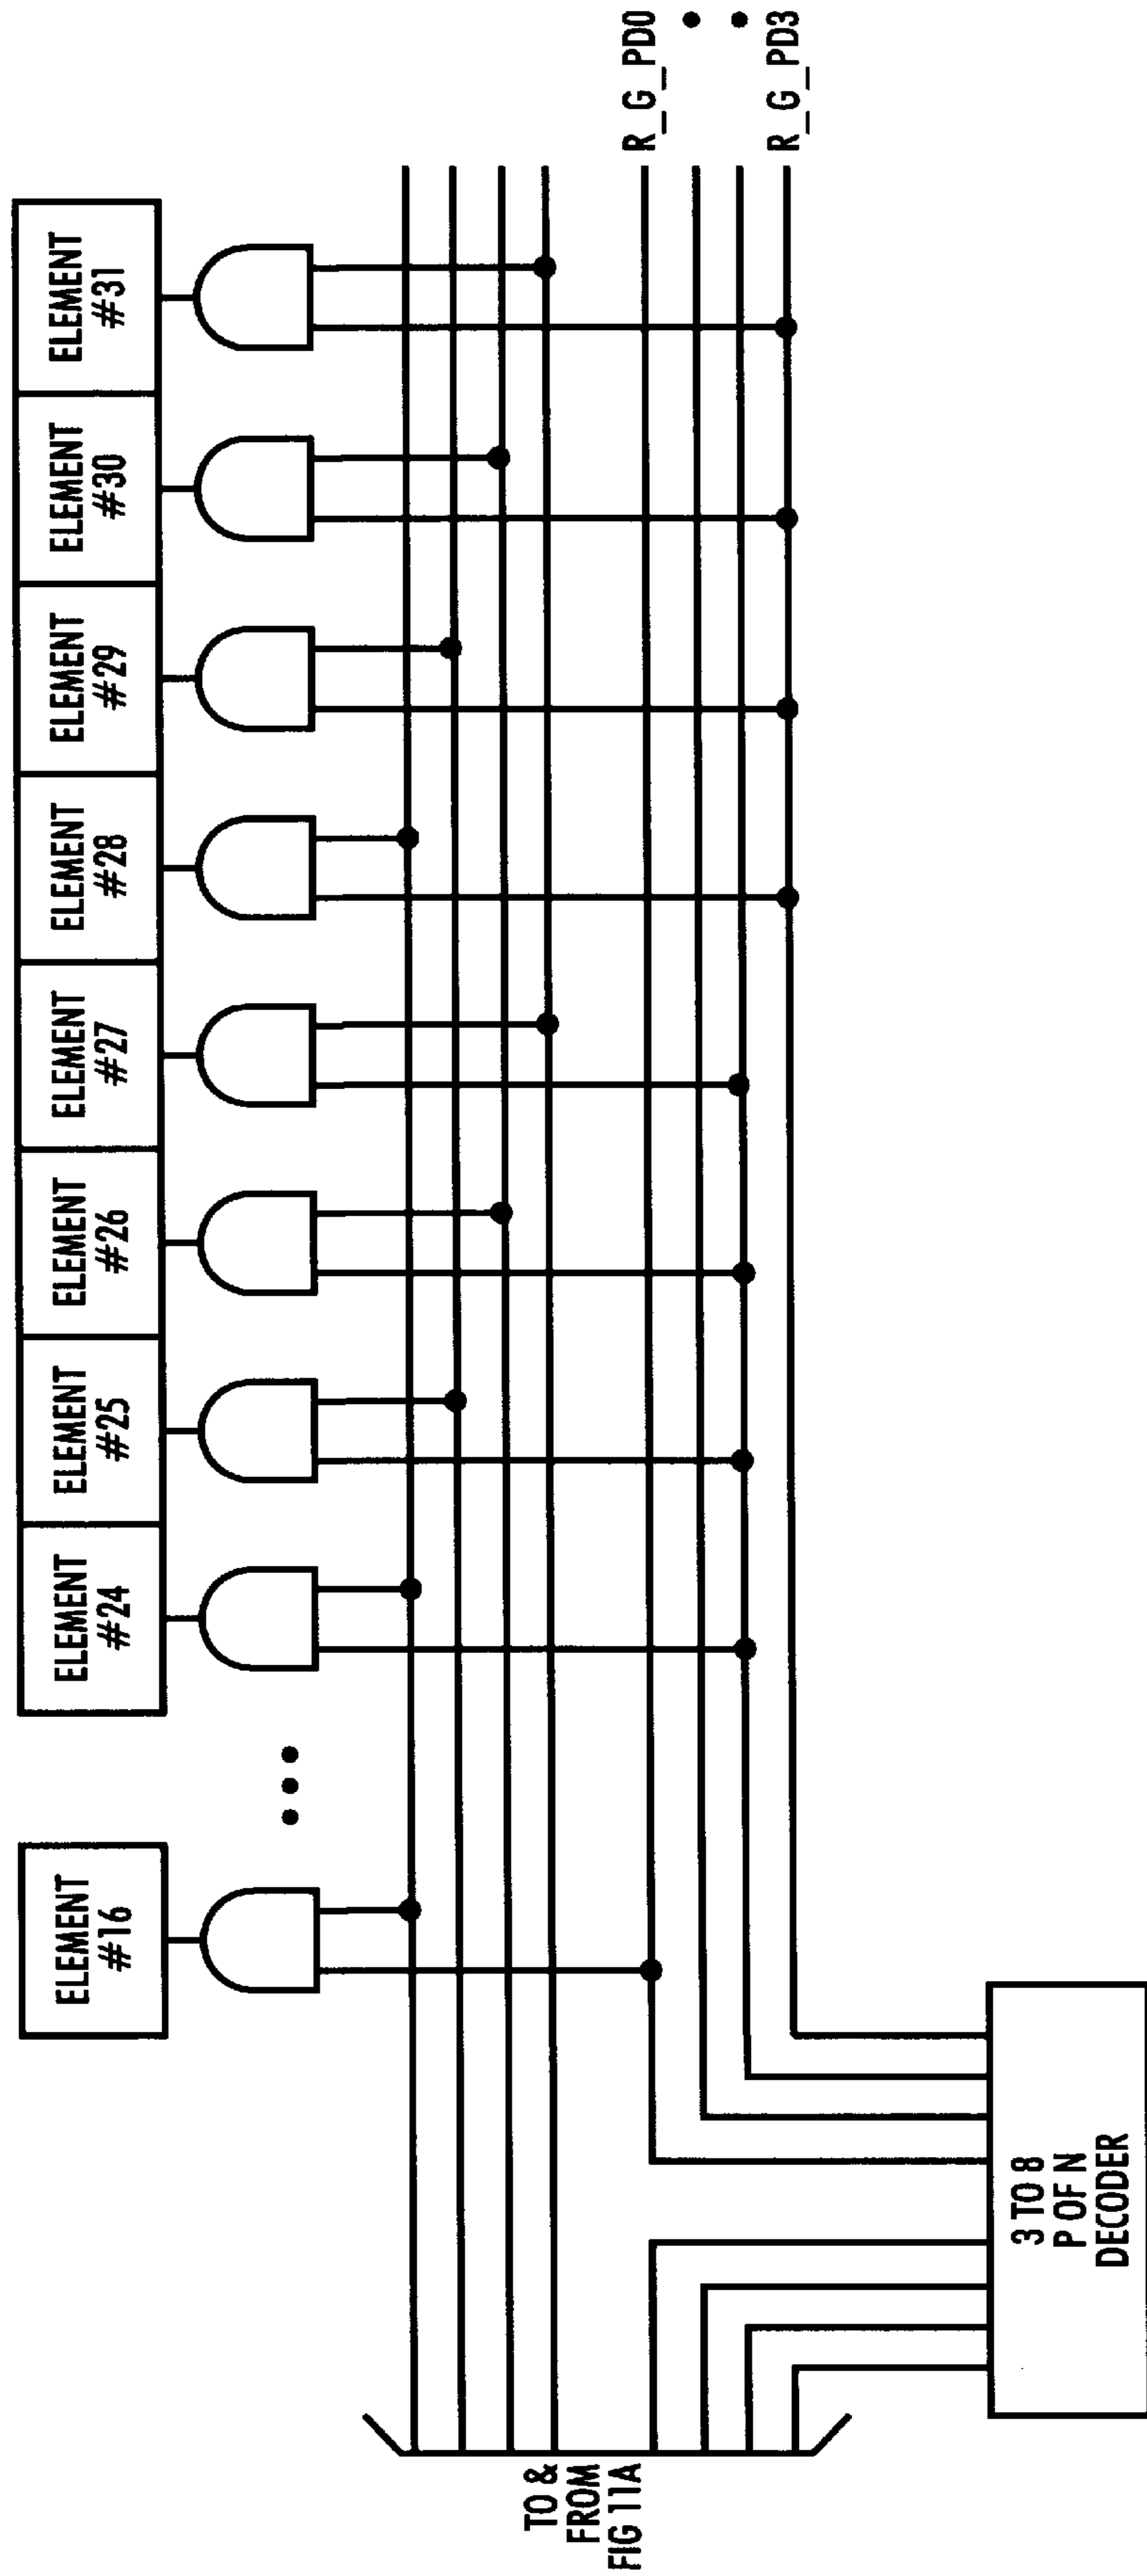 ELEMENT
#16
ELEMENT
#24
ELEMENT
#25
ELEMENT
#26
ELEMENT
#27
ELEMENT
#28
ELEMENT
#29
ELEMENT
#30
ELEMENT
#31
TO &
FROM
FIG 11A
R_G_PD0
R_G_PD3
3 TO 8
P OF N
DECODER